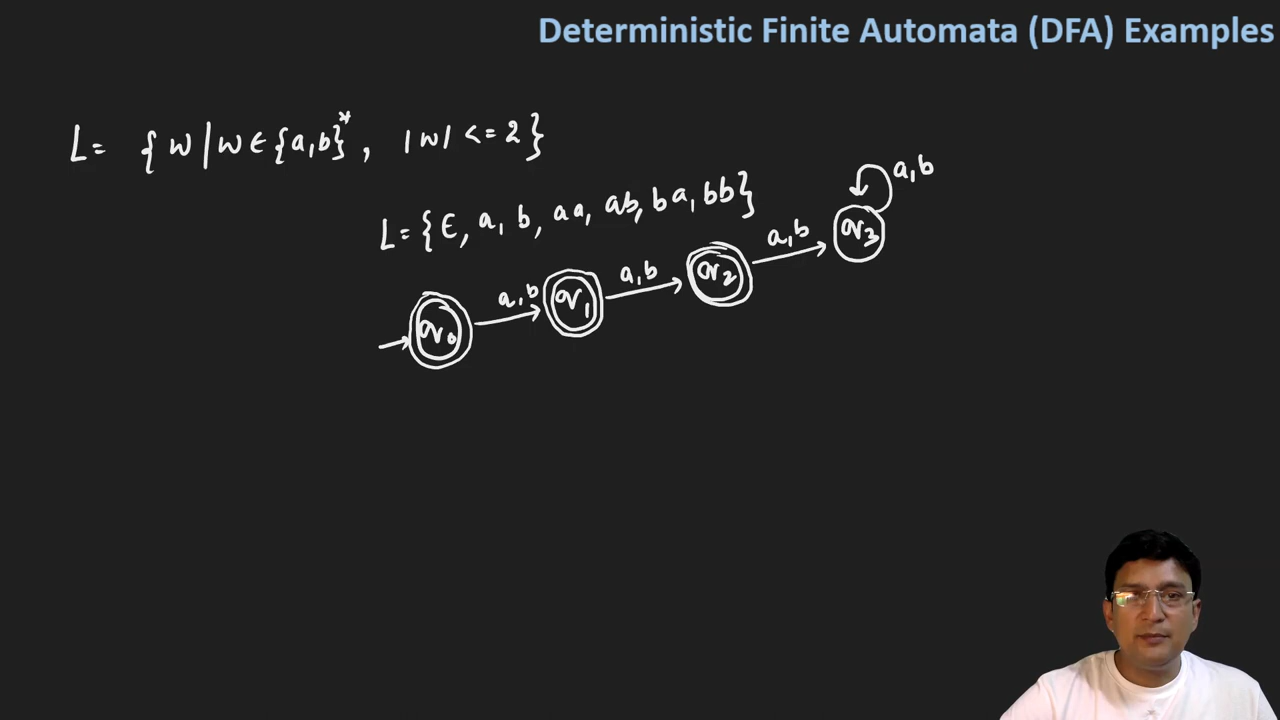 Deterministic Finite Automata (DFA) Examples
L = { w | w ∈ {a,b}*, |w| <= 2 }
L = { ϵ, a, b, aa, ab, ba, bb }
a,b
a,b
q3
a,b
q2
a,b
q1
q0